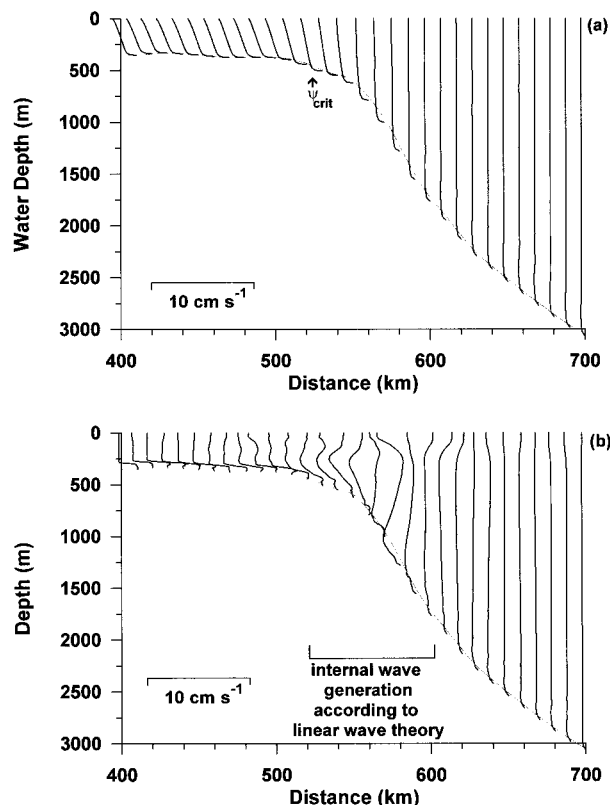 (a)
0
500
1000
1500
2000
2500
3000
Water Depth (m)
ψcrit
10 cm s-1
400 500 600 700
Distance (km)
(b)
0
500
1000
1500
2000
2500
3000
Depth (m)
10 cm s-1
internal wave
generation
according to
linear wave theory
400 500 600 700
Distance (km)